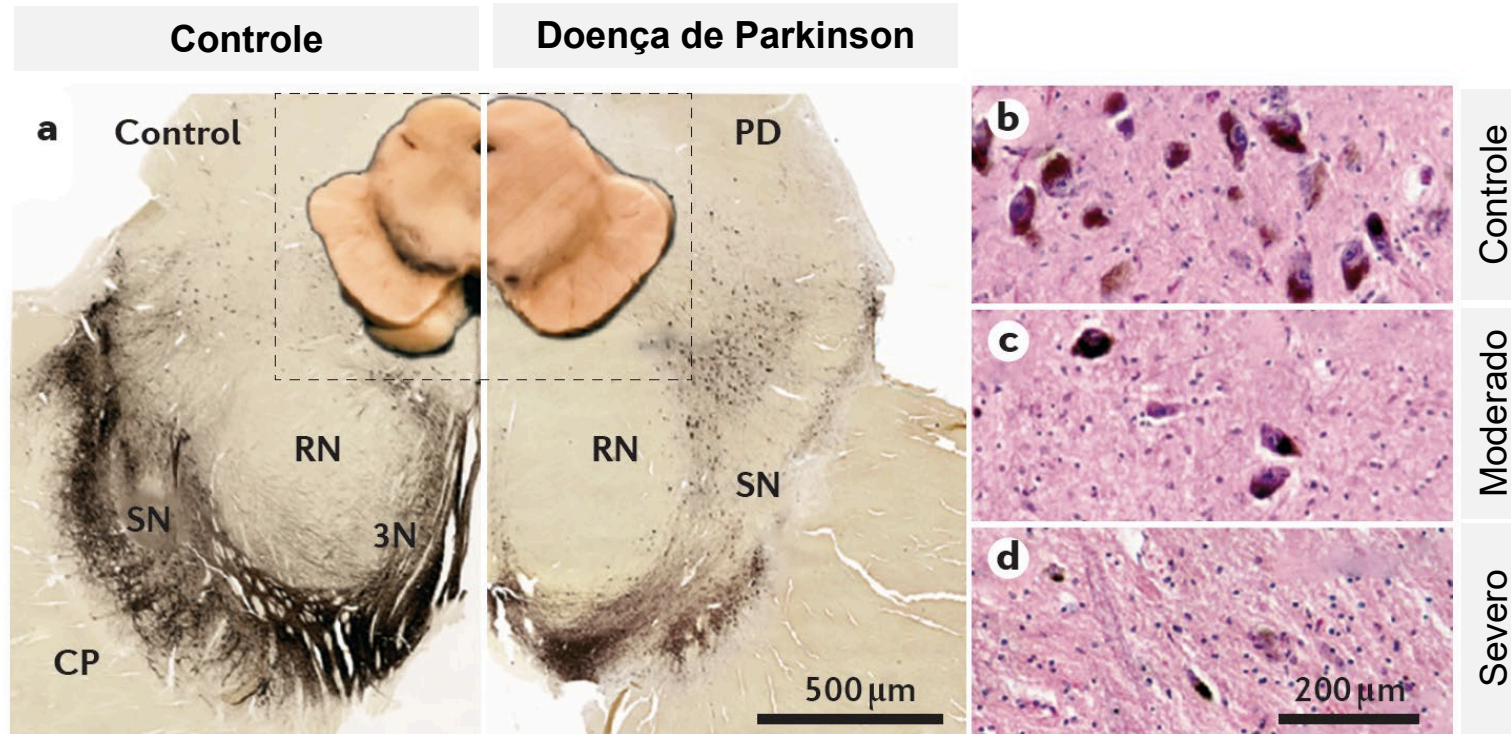 Controle
Doença de Parkinson
a
Control
PD
RN
SN
3N
CP
RN
SN
500 µm
b
Controle
c
Moderado
d
200 µm
Severo